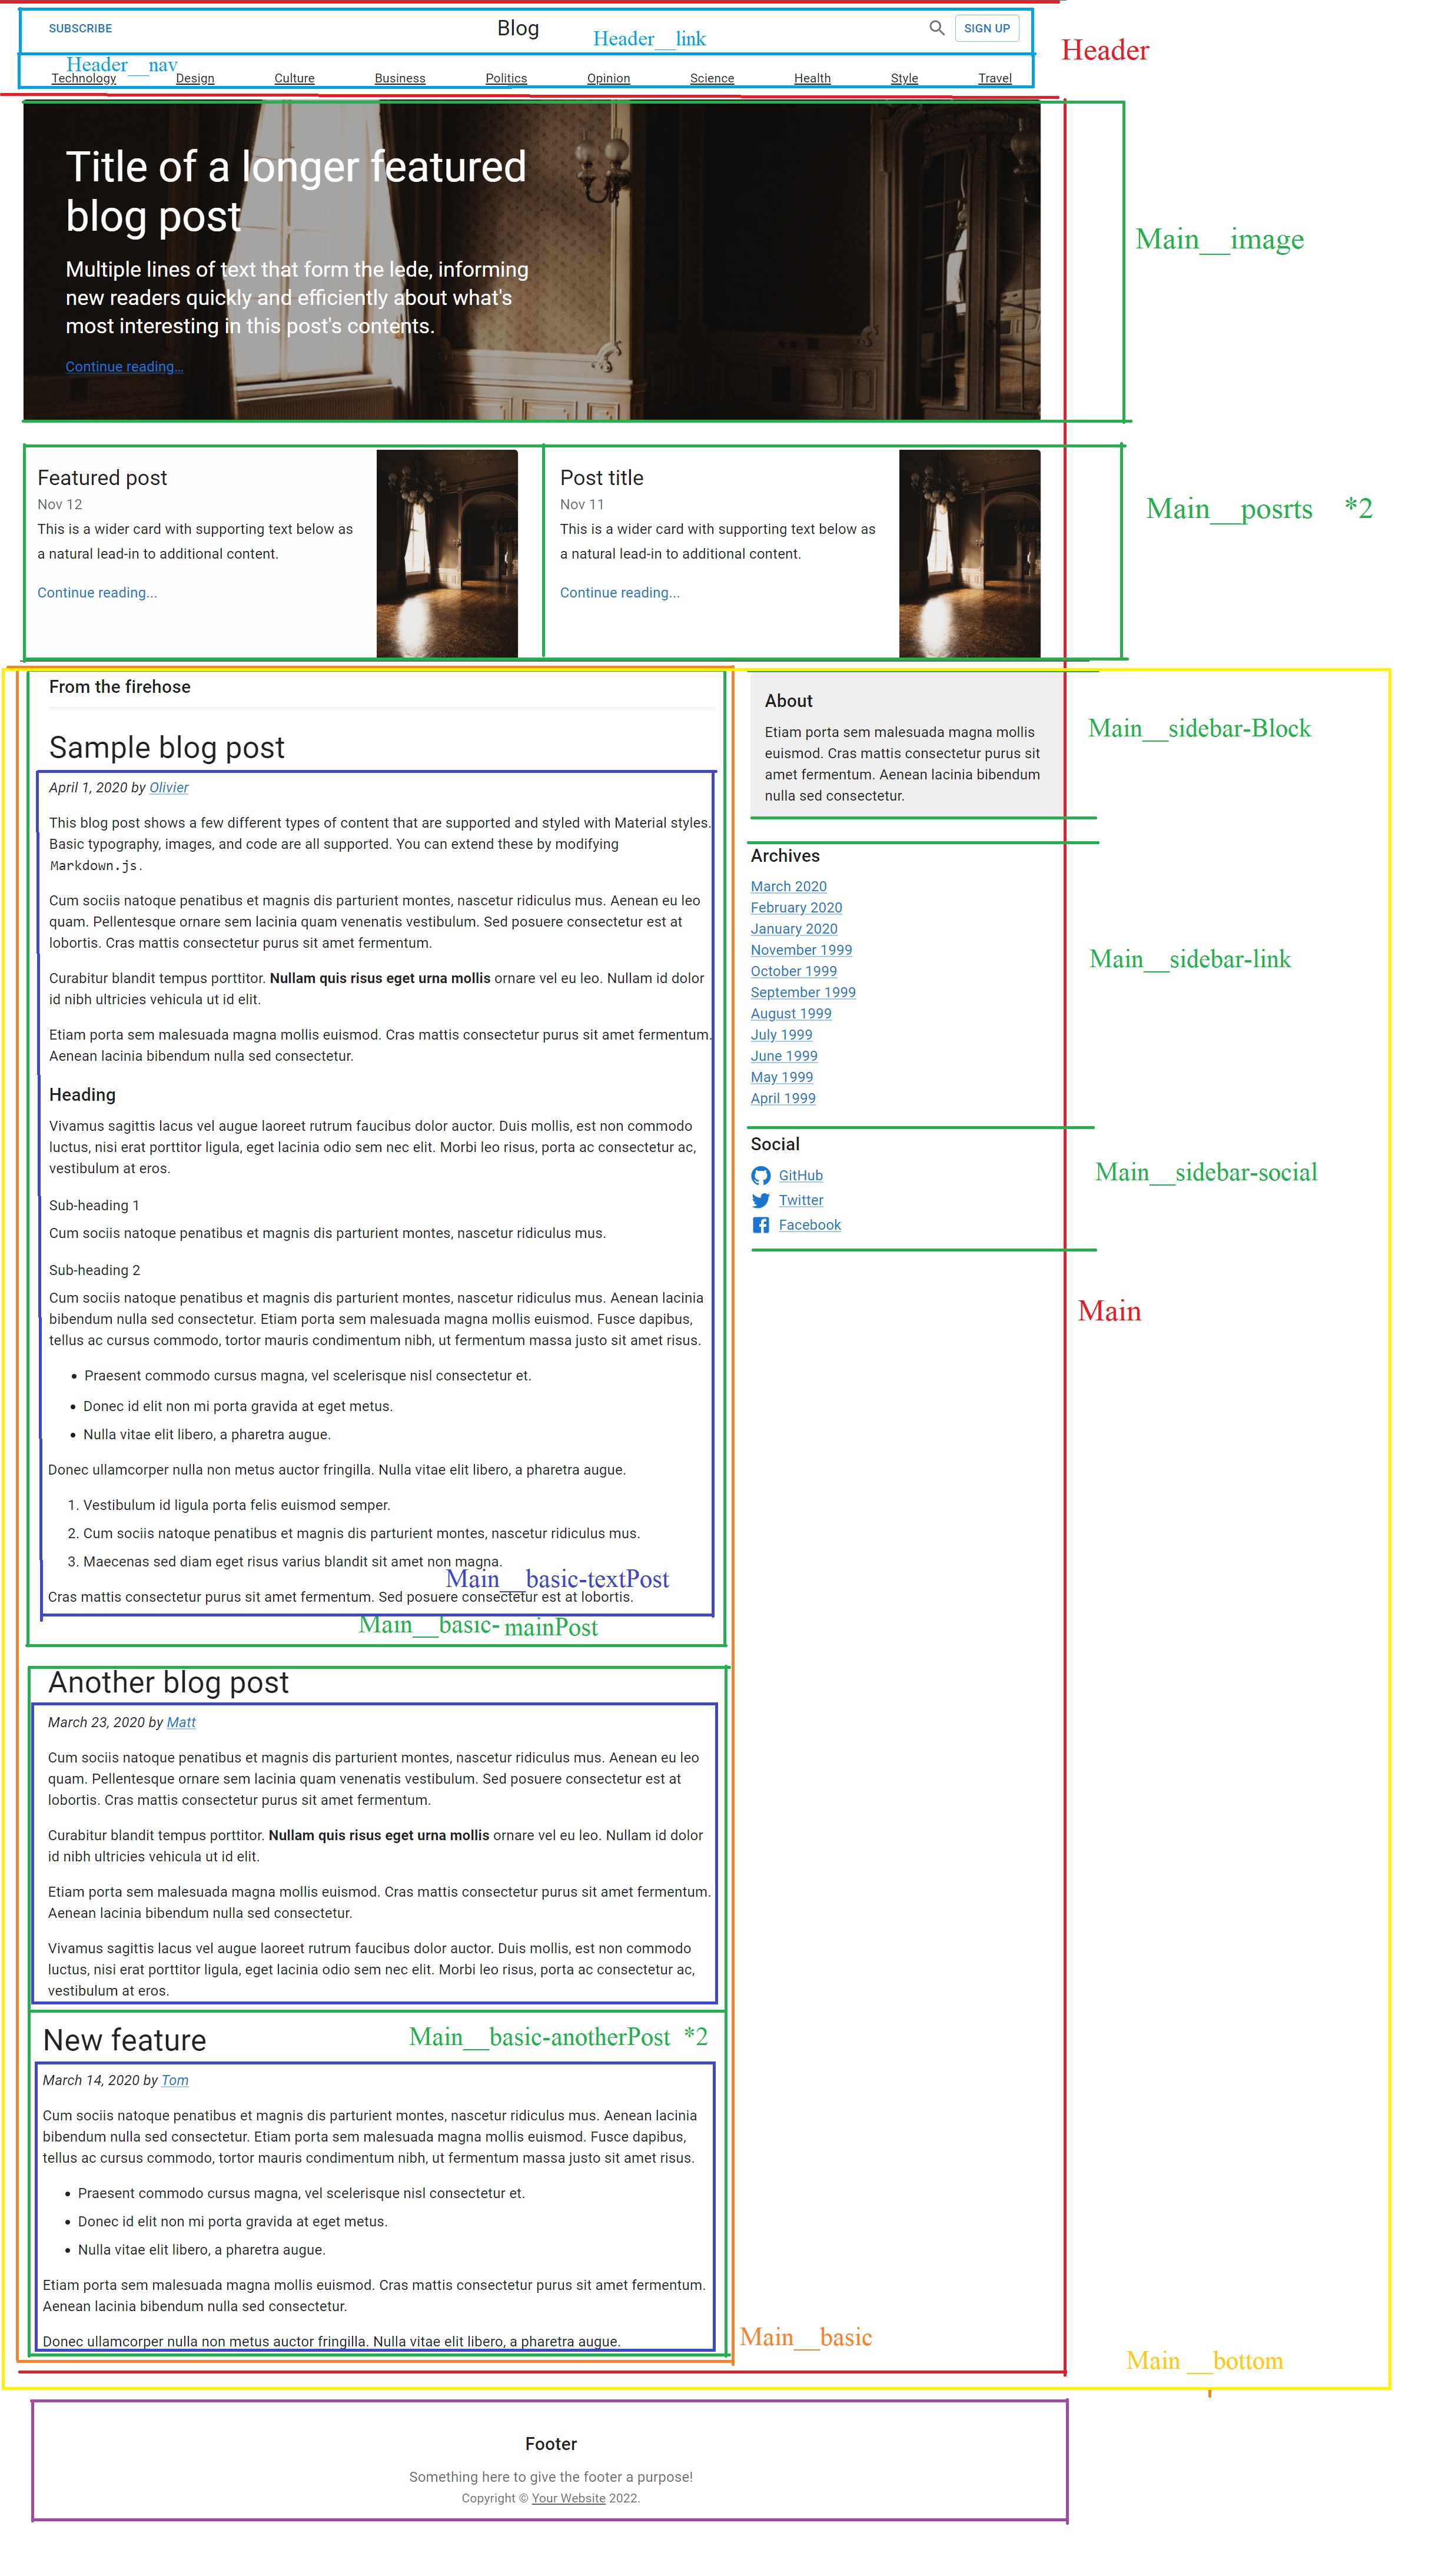 SUBSCRIBE
Blog
Header__link
SIGN UP
Header
Header__nav
Technology Design Culture Business Politics Opinion Science Health Style Travel
Title of a longer featured
blog post
Multiple lines of text that form the lede, informing
new readers quickly and efficiently about what's
most interesting in this post's contents.
Continue reading…
Main__image
Featured post
Nov 12
This is a wider card with supporting text below as
a natural lead-in to additional content.
Continue reading...
Post title
Nov 11
This is a wider card with supporting text below as
a natural lead-in to additional content.
Continue reading...
Main__posrts *2
From the firehose
Sample blog post
April 1, 2020 by Olivier
This blog post shows a few different types of content that are supported and styled with Material styles.
Basic typography, images, and code are all supported. You can extend these by modifying
Markdown.js.
Cum sociis natoque penatibus et magnis dis parturient montes, nascetur ridiculus mus. Aenean eu leo
quam. Pellentesque ornare sem lacinia quam venenatis vestibulum. Sed posuere consectetur est at
lobortis. Cras mattis consectetur purus sit amet fermentum.
Curabitur blandit tempus porttitor. Nullam quis risus eget urna mollis ornare vel eu leo. Nullam id dolor
id nibh ultricies vehicula ut id elit.
Etiam porta sem malesuada magna mollis euismod. Cras mattis consectetur purus sit amet fermentum.
Aenean lacinia bibendum nulla sed consectetur.
Heading
Vivamus sagittis lacus vel augue laoreet rutrum faucibus dolor auctor. Duis mollis, est non commodo
luctus, nisi erat porttitor ligula, eget lacinia odio sem nec elit. Morbi leo risus, porta ac consectetur ac,
vestibulum at eros.
Sub-heading 1
Cum sociis natoque penatibus et magnis dis parturient montes, nascetur ridiculus mus.
Sub-heading 2
Cum sociis natoque penatibus et magnis dis parturient montes, nascetur ridiculus mus. Aenean lacinia
bibendum nulla sed consectetur. Etiam porta sem malesuada magna mollis euismod. Fusce dapibus,
tellus ac cursus commodo, tortor mauris condimentum nibh, ut fermentum massa justo sit amet risus.
• Praesent commodo cursus magna, vel scelerisque nisl consectetur et.
• Donec id elit non mi porta gravida at eget metus.
• Nulla vitae elit libero, a pharetra augue.
Donec ullamcorper nulla non metus auctor fringilla. Nulla vitae elit libero, a pharetra augue.
1. Vestibulum id ligula porta felis euismod semper.
2. Cum sociis natoque penatibus et magnis dis parturient montes, nascetur ridiculus mus.
3. Maecenas sed diam eget risus varius blandit sit amet non magna.
Main__basic-textPost
Cras mattis consectetur purus sit amet fermentum. Sed posuere consectetur est at lobortis.
Main__basic- mainPost
About
Etiam porta sem malesuada magna mollis
euismod. Cras mattis consectetur purus sit
amet fermentum. Aenean lacinia bibendum
nulla sed consectetur.
Main__sidebar-Block
Archives
March 2020
February 2020
January 2020
November 1999
October 1999
September 1999
August 1999
July 1999
June 1999
May 1999
April 1999
Main__sidebar-link
Social
GitHub
Twitter
Facebook
Main__sidebar-social
Main
Another blog post
March 23, 2020 by Matt
Cum sociis natoque penatibus et magnis dis parturient montes, nascetur ridiculus mus. Aenean eu leo
quam. Pellentesque ornare sem lacinia quam venenatis vestibulum. Sed posuere consectetur est at
lobortis. Cras mattis consectetur purus sit amet fermentum.
Curabitur blandit tempus porttitor. Nullam quis risus eget urna mollis ornare vel eu leo. Nullam id dolor
id nibh ultricies vehicula ut id elit.
Etiam porta sem malesuada magna mollis euismod. Cras mattis consectetur purus sit amet fermentum.
Aenean lacinia bibendum nulla sed consectetur.
Vivamus sagittis lacus vel augue laoreet rutrum faucibus dolor auctor. Duis mollis, est non commodo
luctus, nisi erat porttitor ligula, eget lacinia odio sem nec elit. Morbi leo risus, porta ac consectetur ac,
vestibulum at eros.
New feature
Main__basic-anotherPost *2
March 14, 2020 by Tom
Cum sociis natoque penatibus et magnis dis parturient montes, nascetur ridiculus mus. Aenean lacinia
bibendum nulla sed consectetur. Etiam porta sem malesuada magna mollis euismod. Fusce dapibus,
tellus ac cursus commodo, tortor mauris condimentum nibh, ut fermentum massa justo sit amet risus.
• Praesent commodo cursus magna, vel scelerisque nisl consectetur et.
• Donec id elit non mi porta gravida at eget metus.
• Nulla vitae elit libero, a pharetra augue.
Etiam porta sem malesuada magna mollis euismod. Cras mattis consectetur purus sit amet fermentum.
Aenean lacinia bibendum nulla sed consectetur.
Donec ullamcorper nulla non metus auctor fringilla. Nulla vitae elit libero, a pharetra augue.
Main__basic
Main __bottom
Footer
Something here to give the footer a purpose!
Copyright © Your Website 2022.